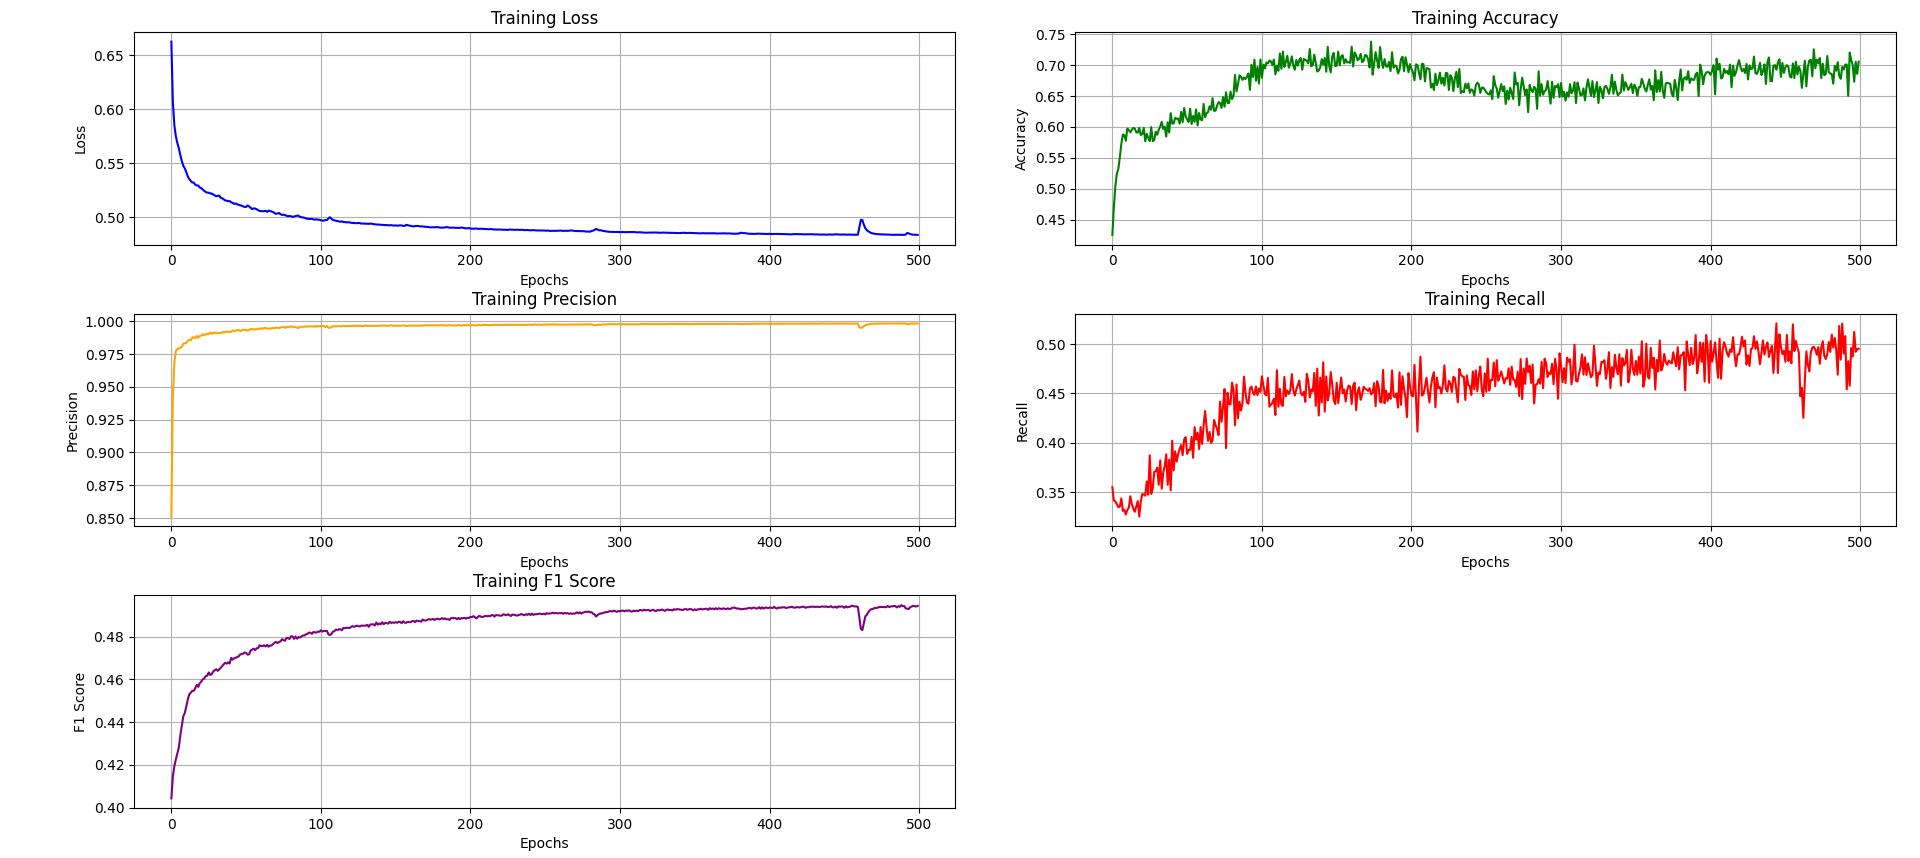 Training Loss
Loss
0.65
0.60
0.55
0.50
0 100 200 300 400 500
Epochs
Training Accuracy
Accuracy
0.75
0.70
0.65
0.60
0.55
0.50
0.45
0 100 200 300 400 500
Epochs
Training Precision
Precision
1.000
0.975
0.950
0.925
0.900
0.875
0.850
0 100 200 300 400 500
Epochs
Training Recall
Recall
0.50
0.45
0.40
0.35
0 100 200 300 400 500
Epochs
Training F1 Score
F1 Score
0.48
0.46
0.44
0.42
0.40
0 100 200 300 400 500
Epochs